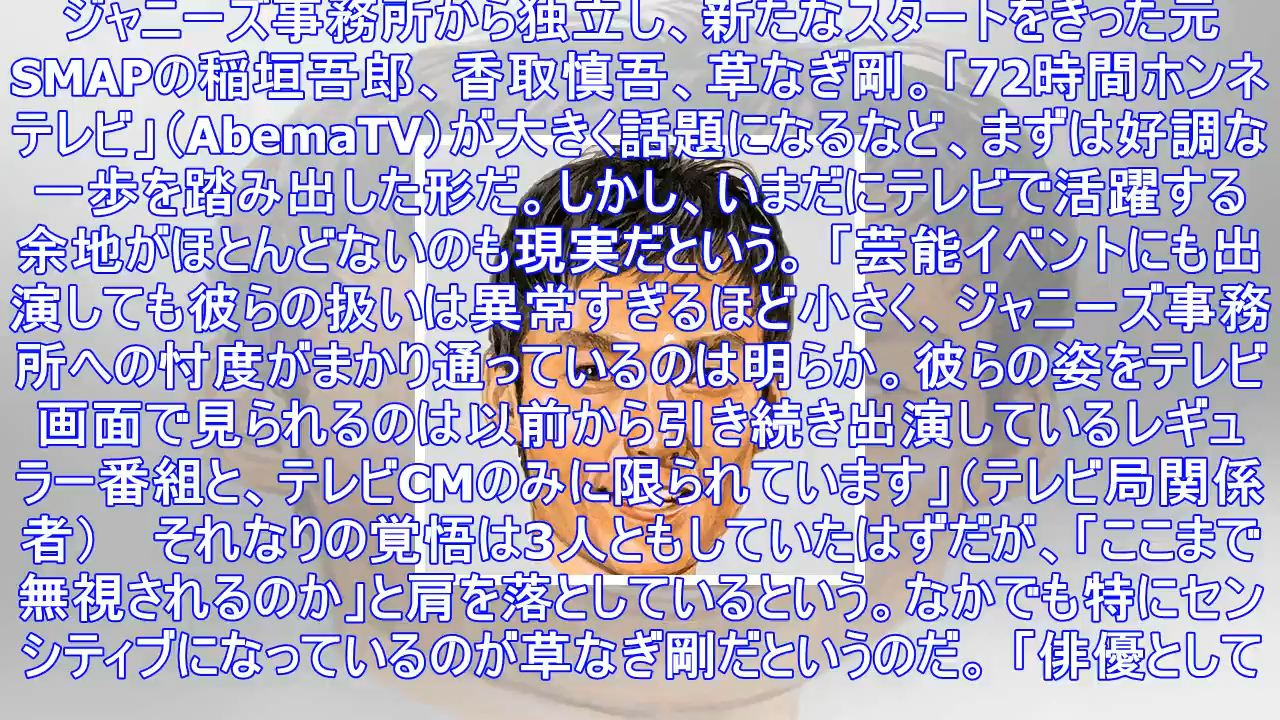 ジャニーズ事務所から独立し、新たなスタートをきった元
SMAPの稲垣吾郎、香取慎吾、草なぎ剛。「72時間ホンネ
テレビ」（AbemaTV）が大きく話題になるなど、まずは好調な
一歩を踏み出した形だ。しかし、いまだにテレビで活躍する
余地がほとんどないのも現実だという。「芸能イベントにも出
演しても彼らの扱いは異常すぎるほど小さく、ジャニーズ事務
所への忖度がまかり通っているのは明らか。彼らの姿をテレビ
画面で見られるのは以前から引き続き出演しているレギュ
ラー番組と、テレビCMのみに限られています」（テレビ局関係
者）　それなりの覚悟は3人ともしていたはずだが、「ここまで
無視されるのか」と肩を落としているという。なかでも特にセン
シティブになっているのが草なぎ剛だというのだ。「俳優として